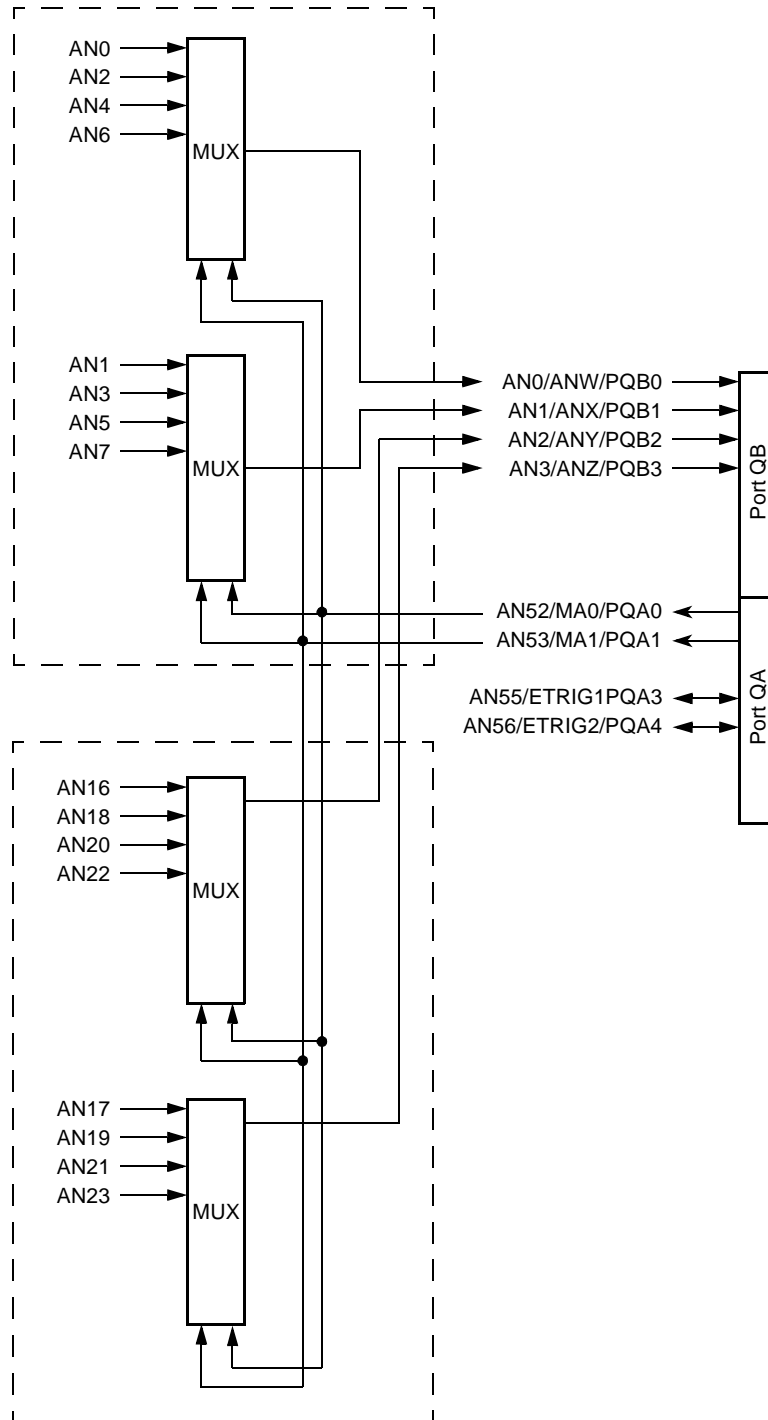 AN0
AN2
AN4
AN6
MUX
AN1
AN3
AN5
AN7
MUX
AN0/ANW/PQB0
AN1/ANX/PQB1
AN2/ANY/PQB2
AN3/ANZ/PQB3
Port QB
AN52/MA0/PQA0
AN53/MA1/PQA1
AN55/ETRIG1PQA3
AN56/ETRIG2/PQA4
Port QA
AN16
AN18
AN20
AN22
MUX
AN17
AN19
AN21
AN23
MUX